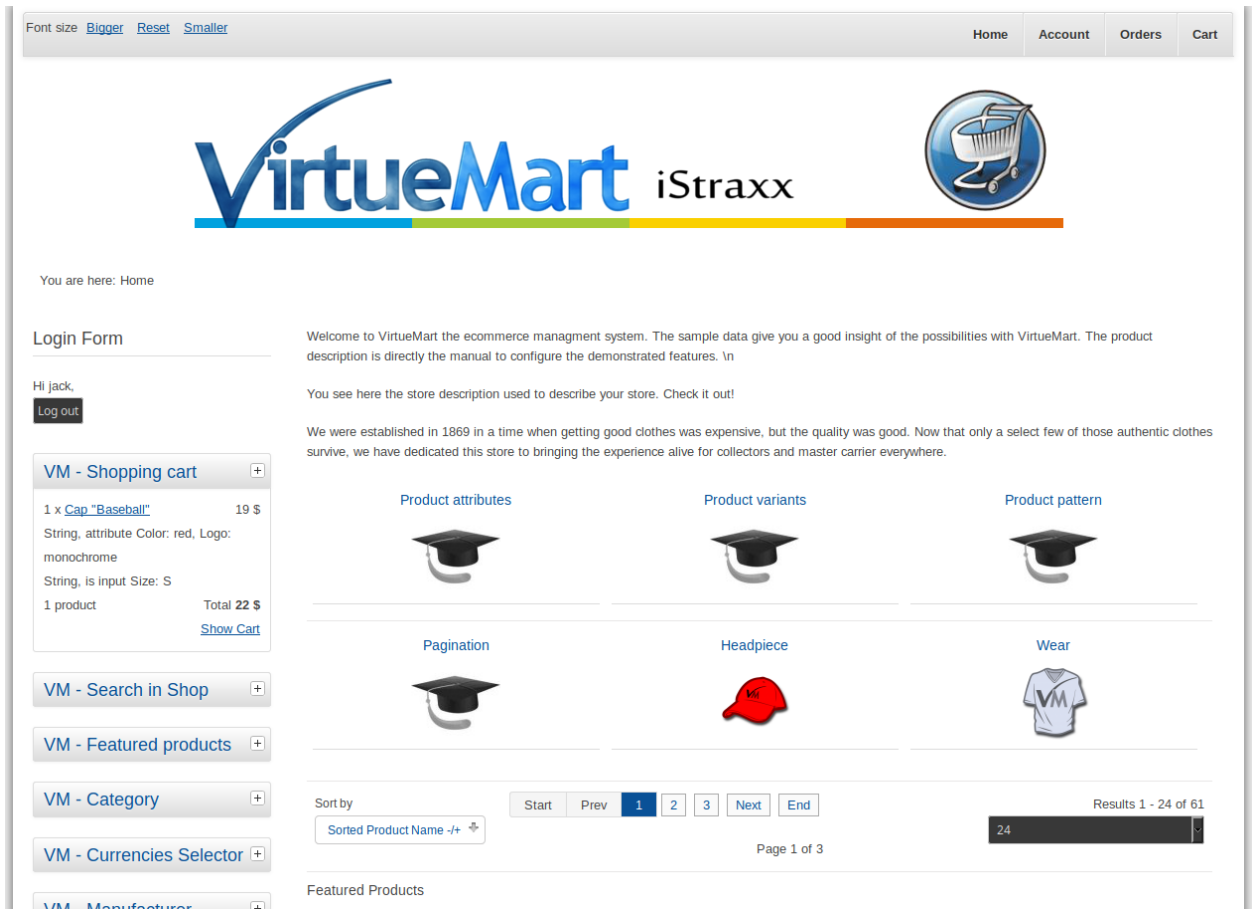 Font size Bigger Reset Smaller
Home Account Orders Cart
VirtueMart iStraxx
You are here: Home
Login Form
Hi jack,
Log out
VM - Shopping cart
1 x Cap "Baseball" 19 $
String, attribute Color: red, Logo:
monochrome
String, is input Size: S
1 product Total 22 $
Show Cart
VM - Search in Shop
VM - Featured products
VM - Category
VM - Currencies Selector
VM - Manufacturer
Welcome to VirtueMart the ecommerce managment system. The sample data give you a good insight of the possibilities with VirtueMart. The product
description is directly the manual to configure the demonstrated features. \n
You see here the store description used to describe your store. Check it out!
We were established in 1869 in a time when getting good clothes was expensive, but the quality was good. Now that only a select few of those authentic clothes
survive, we have dedicated this store to bringing the experience alive for collectors and master carrier everywhere.
Product attributes Product variants Product pattern
Pagination Headpiece Wear
VM VM
Sort by
Sorted Product Name -/+
Start Prev 1 2 3 Next End
Page 1 of 3
Results 1 - 24 of 61
24
Featured Products